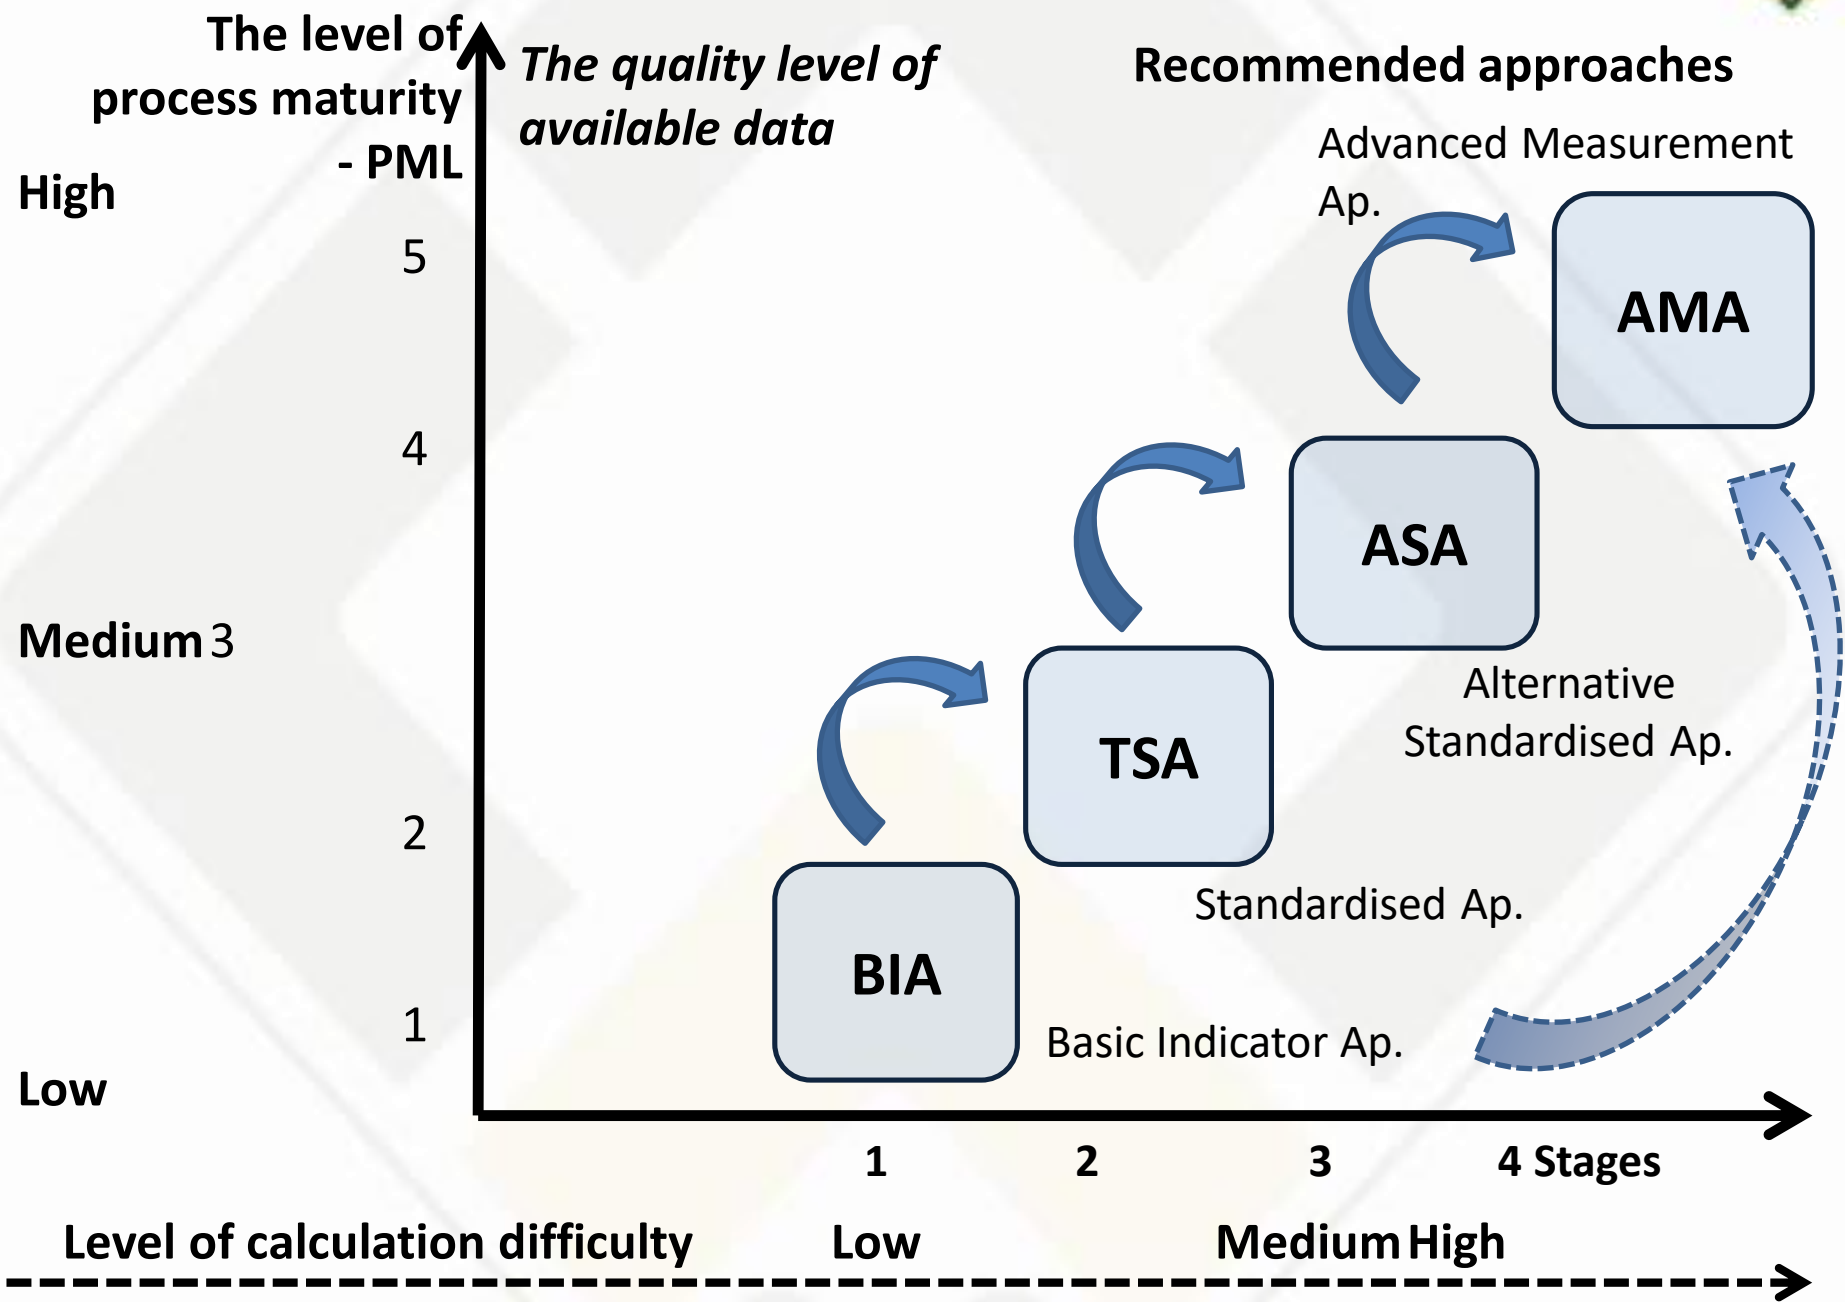 The level of
process maturity
- PML
The quality level of
available data
Recommended approaches
Advanced Measurement
Ap.
High
5
AMA
4
ASA
Medium 3
Alternative
Standardised Ap.
TSA
2
Standardised Ap.
BIA
1
Basic Indicator Ap.
Low
1 2 3 4 Stages
Level of calculation difficulty Low Medium High